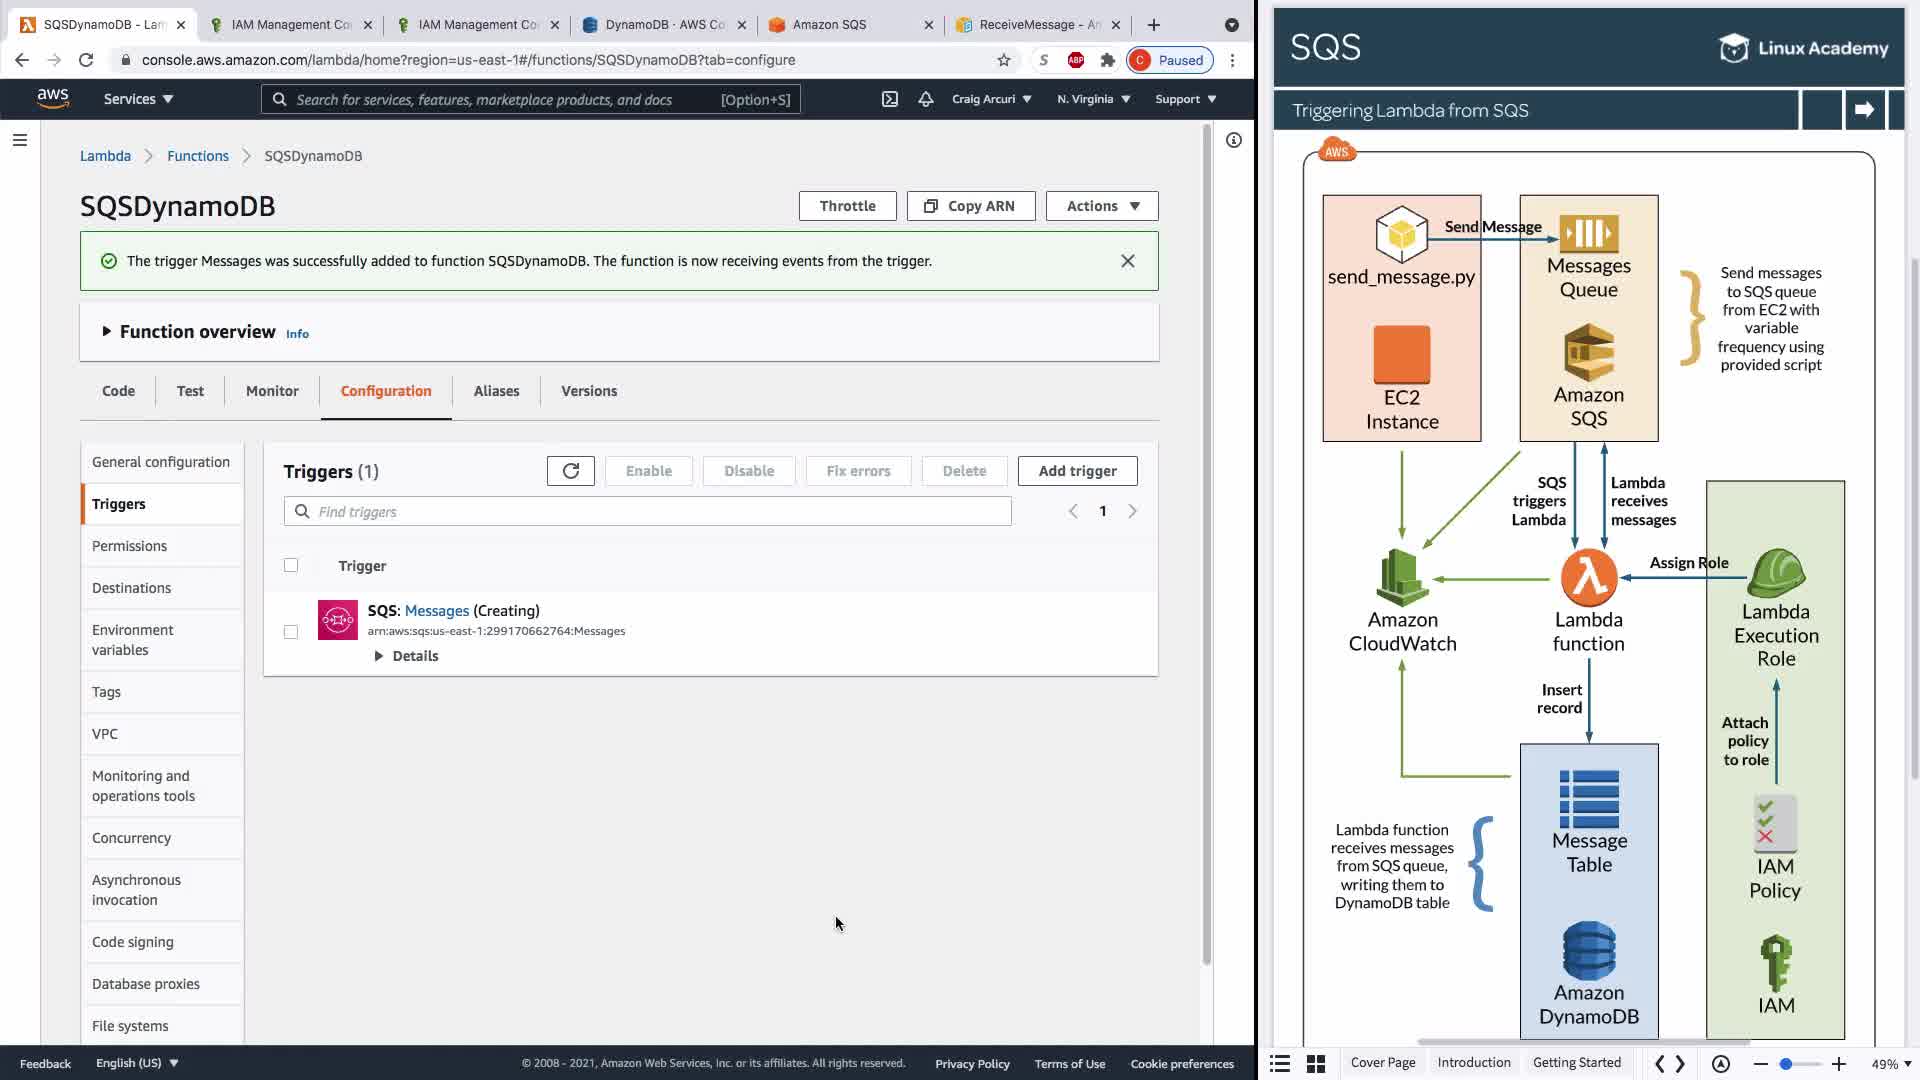 SQSDynamoDB - Lam
IAM Management Co
IAM Management Co
DynamoDB · AWS Co
Amazon SQS
ReceiveMessage - A
console.aws.amazon.com/lambda/home?region=us-east-1#/functions/SQSDynamoDB?tab=configure
S
ABP
C Paused
aws
Services
Search for services, features, marketplace products, and docs [Option+S]
Craig Arcuri
N. Virginia
Support
Lambda
Functions
SQSDynamoDB
SQSDynamoDB
Throttle
Copy ARN
Actions
The trigger Messages was successfully added to function SQSDynamoDB. The function is now receiving events from the trigger.
Function overview Info
Code
Test
Monitor
Configuration
Aliases
Versions
General configuration
Triggers
Permissions
Destinations
Environment
variables
Tags
VPC
Monitoring and
operations tools
Concurrency
Asynchronous
invocation
Code signing
Database proxies
File systems
Triggers (1)
Enable
Disable
Fix errors
Delete
Add trigger
Find triggers
1
Trigger
SQS: Messages (Creating)
arn:aws:sqs:us-east-1:299170662764:Messages
Details
Feedback
English (US)
© 2008 - 2021, Amazon Web Services, Inc. or its affiliates. All rights reserved.
Privacy Policy
Terms of Use
Cookie preferences
SQS
Linux Academy
Triggering Lambda from SQS
AWS
Send Message
send_message.py
EC2
Instance
Messages
Queue
Amazon
SQS
Send messages
to SQS queue
from EC2 with
variable
frequency using
provided script
SQS
triggers
Lambda
Lambda
receives
messages
Assign Role
Amazon
CloudWatch
Lambda
function
Lambda
Execution
Role
Insert
record
Attach
policy
to role
Lambda function
receives messages
from SQS queue,
writing them to
DynamoDB table
Message
Table
Amazon
DynamoDB
IAM
Policy
IAM
Cover Page
Introduction
Getting Started
49%